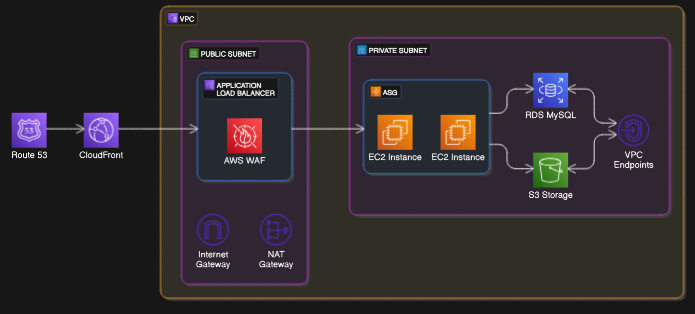 VPC
PUBLIC SUBNET
PRIVATE SUBNET
APPLICATION
LOAD BALANCER
ASG
RDS MySQL
53
Route 53
CloudFront
AWS WAF
EC2 Instance
EC2 Instance
VPC
Endpoints
S3 Storage
Internet
Gateway
NAT
Gateway